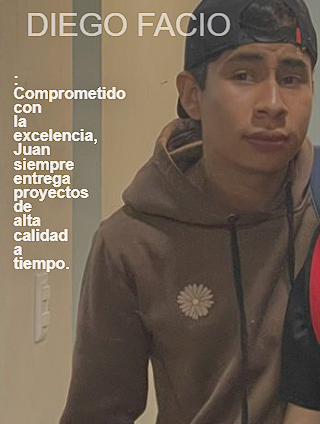 DIEGO FACIO
.
Comprometido
con
la
excelencia,
Juan
siempre
entrega
proyectos
de
alta
calidad
a
tiempo.